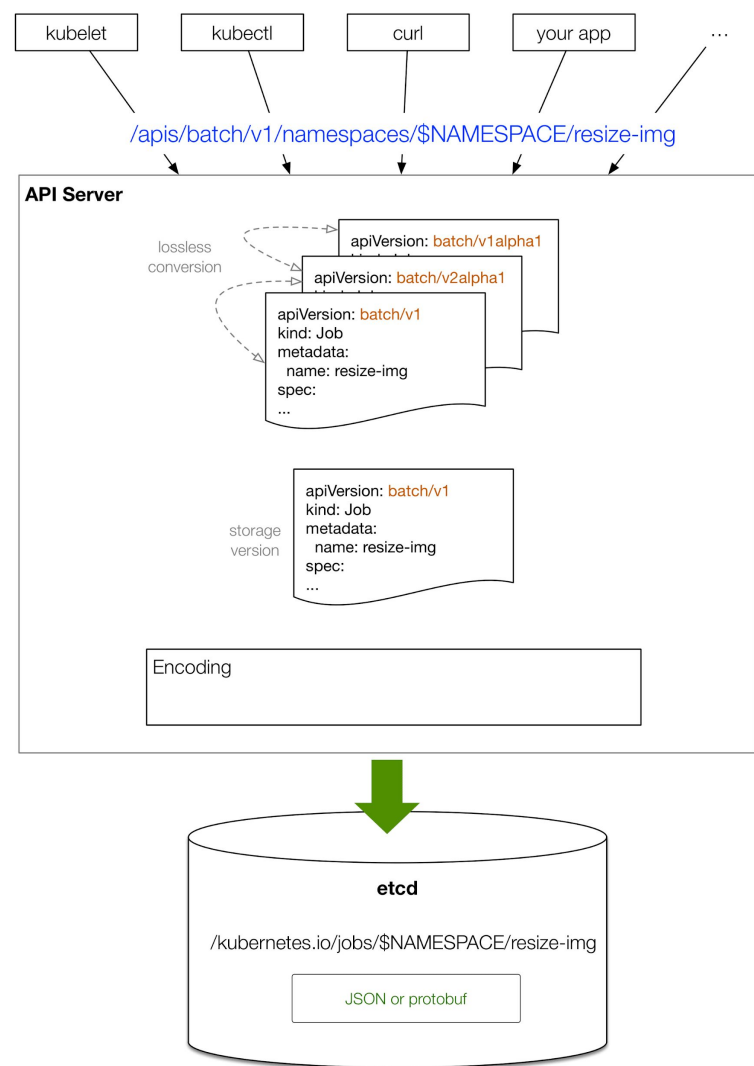 kubelet
kubectl
curl
your app
...
/apis/batch/v1/namespaces/$NAMESPACE/resize-img
API Server
lossless
conversion
apiVersion: batch/v1alpha1
apiVersion: batch/v2alpha1
apiVersion: batch/v1
kind: Job
metadata:
name: resize-img
spec:
...
storage
version
apiVersion: batch/v1
kind: Job
metadata:
name: resize-img
spec:
...
Encoding
etcd
/kubernetes.io/jobs/$NAMESPACE/resize-img
JSON or protobuf